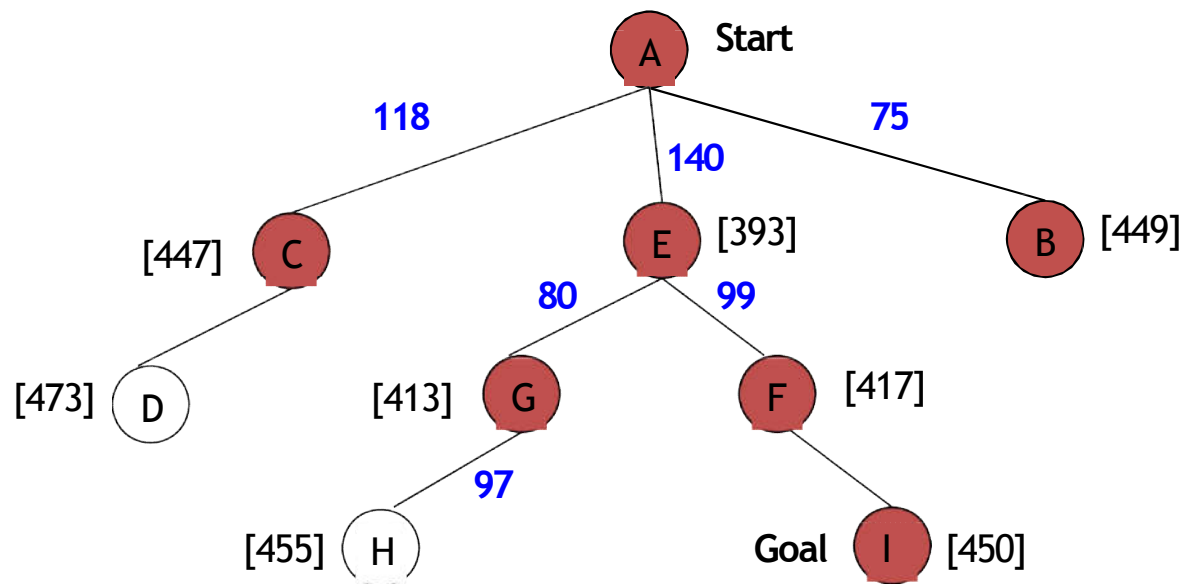 A Start
118
75
140
[447] C
E [393]
B [449]
80
99
[473] D
[413] G
F [417]
97
[455] H
Goal I [450]